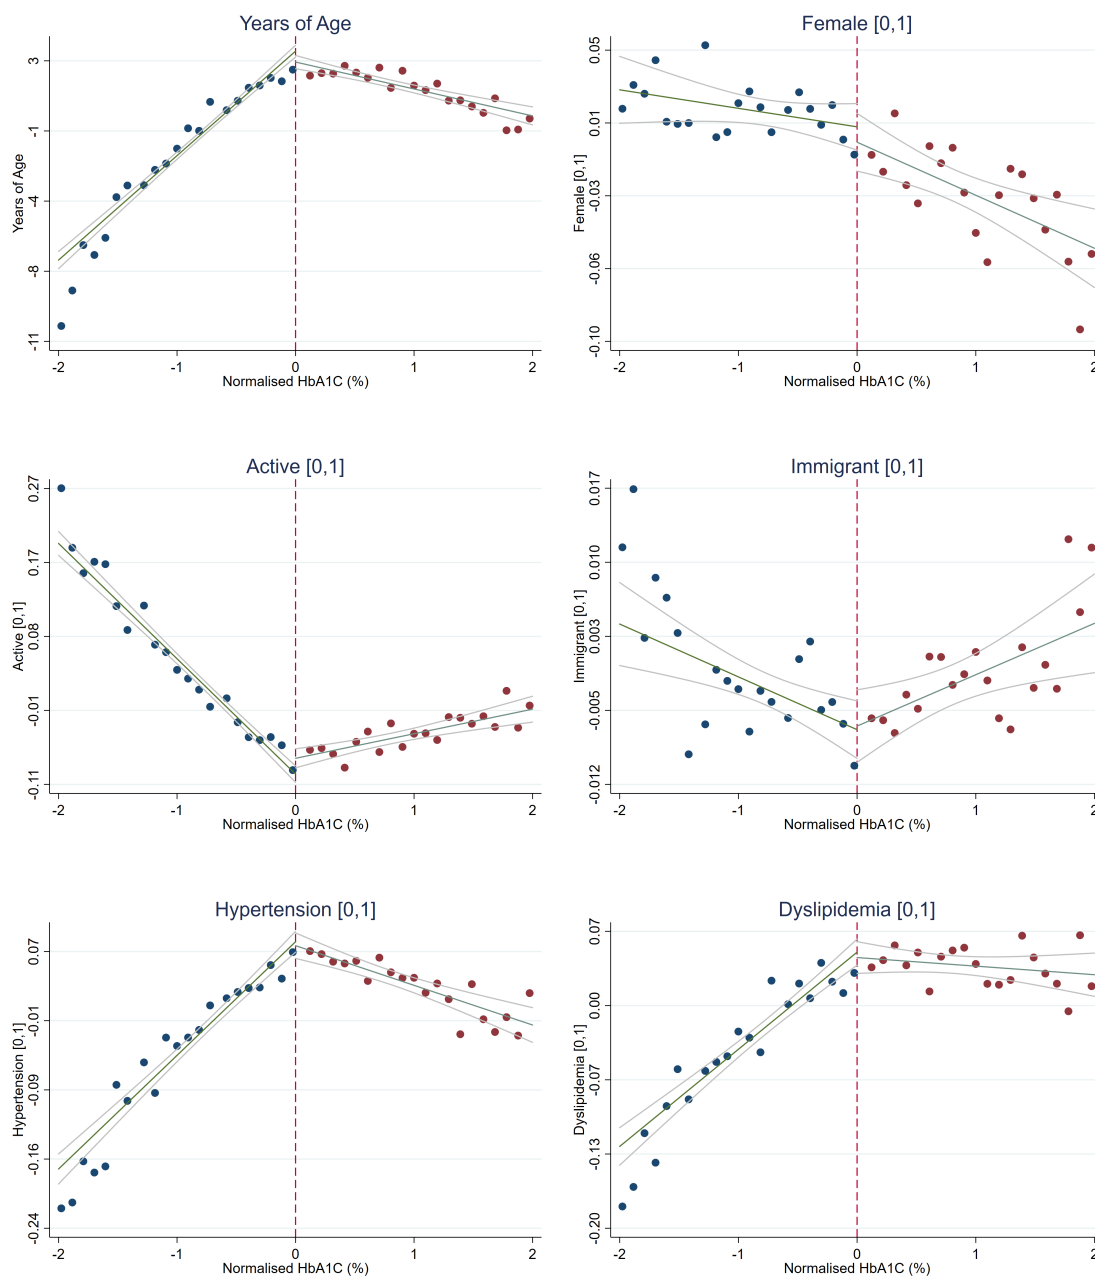 Years of Age
Years of Age
3
-1
-4
-8
-11
-2 -1 0 1 2
Normalised HbA1C (%)
Female [0,1]
Female [0,1]
0.05
0.01
-0.03
-0.06
-0.10
-2 -1 0 1 2
Normalised HbA1C (%)
Active [0,1]
Active [0,1]
0.27
0.17
0.08
-0.01
-0.11
-2 -1 0 1 2
Normalised HbA1C (%)
Immigrant [0,1]
Immigrant [0,1]
0.017
0.010
0.003
-0.005
-0.012
-2 -1 0 1 2
Normalised HbA1C (%)
Hypertension [0,1]
Hypertension [0,1]
0.07
-0.01
-0.09
-0.16
-0.24
-2 -1 0 1 2
Normalised HbA1C (%)
Dyslipidemia [0,1]
Dyslipidemia [0,1]
0.07
0.00
-0.07
-0.13
-0.20
-2 -1 0 1 2
Normalised HbA1C (%)